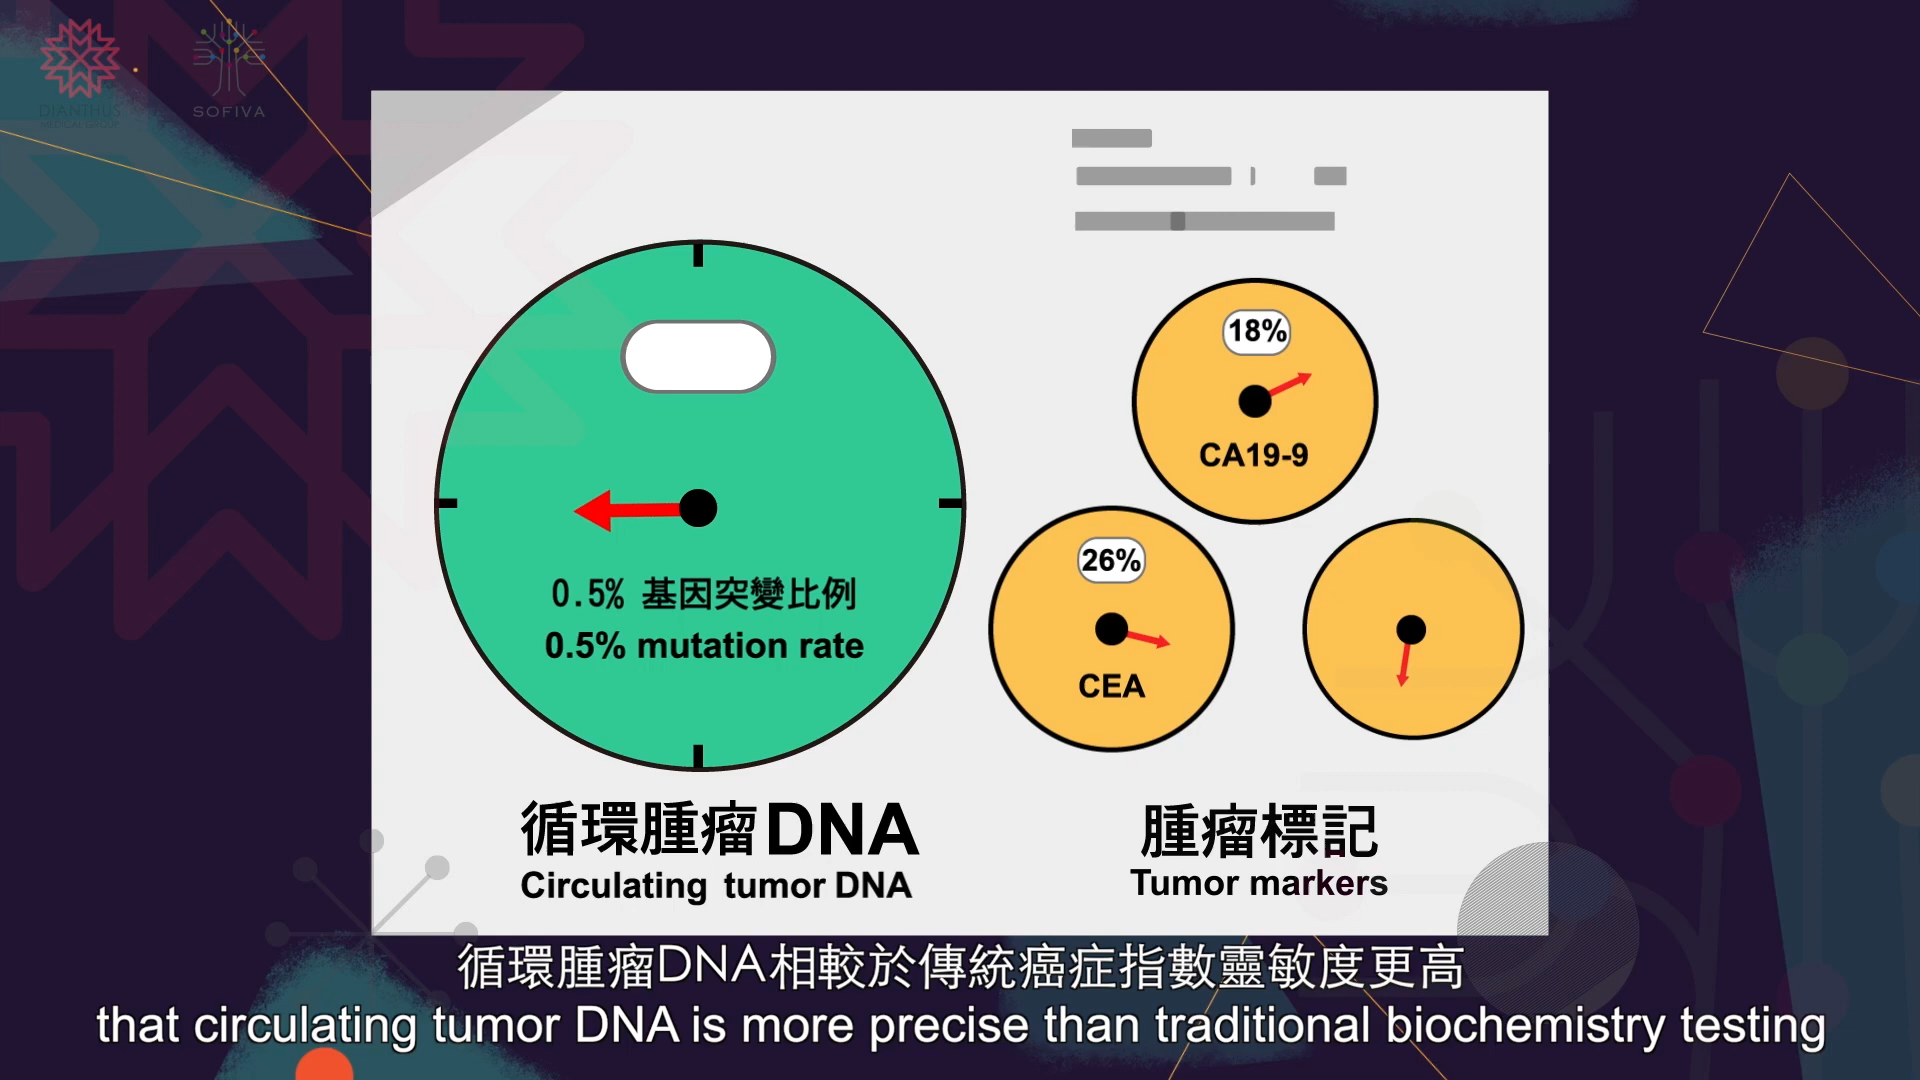 DIANTHUS
MEDICAL GROUP
SOFIVA
18%
CA19-9
26%
CEA
0.5% 基因突變比例
0.5% mutation rate
循環腫瘤DNA
Circulating tumor DNA
腫瘤標記
Tumor markers
循環腫瘤DNA相較於傳統癌症指數靈敏度更高
that circulating tumor DNA is more precise than traditional biochemistry testing